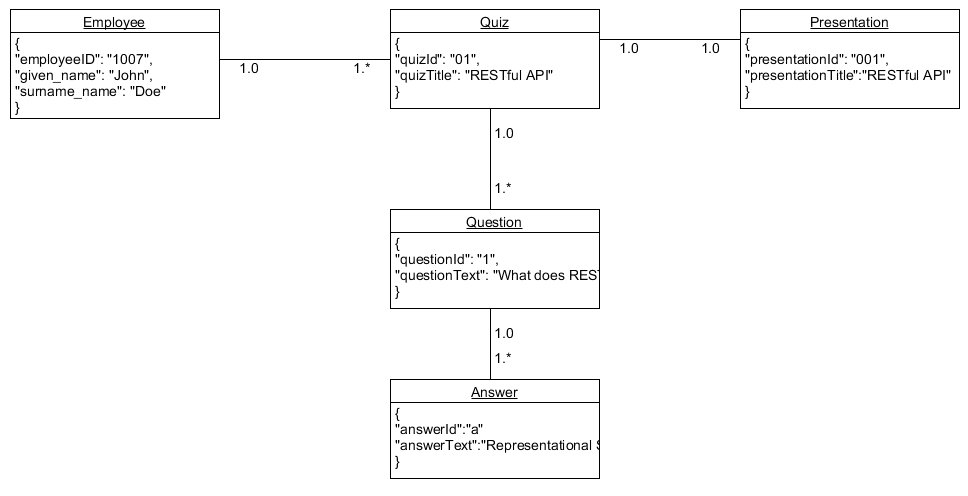 Employee
{
"employeeID": "1007",
"given_name": "John",
"surname_name": "Doe"
}
1.0
1.*
Quiz
{
"quizId": "01",
"quizTitle": "RESTful API"
}
1.0
1.0
Presentation
{
"presentationId": "001",
"presentationTitle":"RESTful API"
}
1.0
1.*
Question
{
"questionId": "1",
"questionText": "What does REST
}
1.0
1.*
Answer
{
"answerId":"a"
"answerText":"Representational S
}